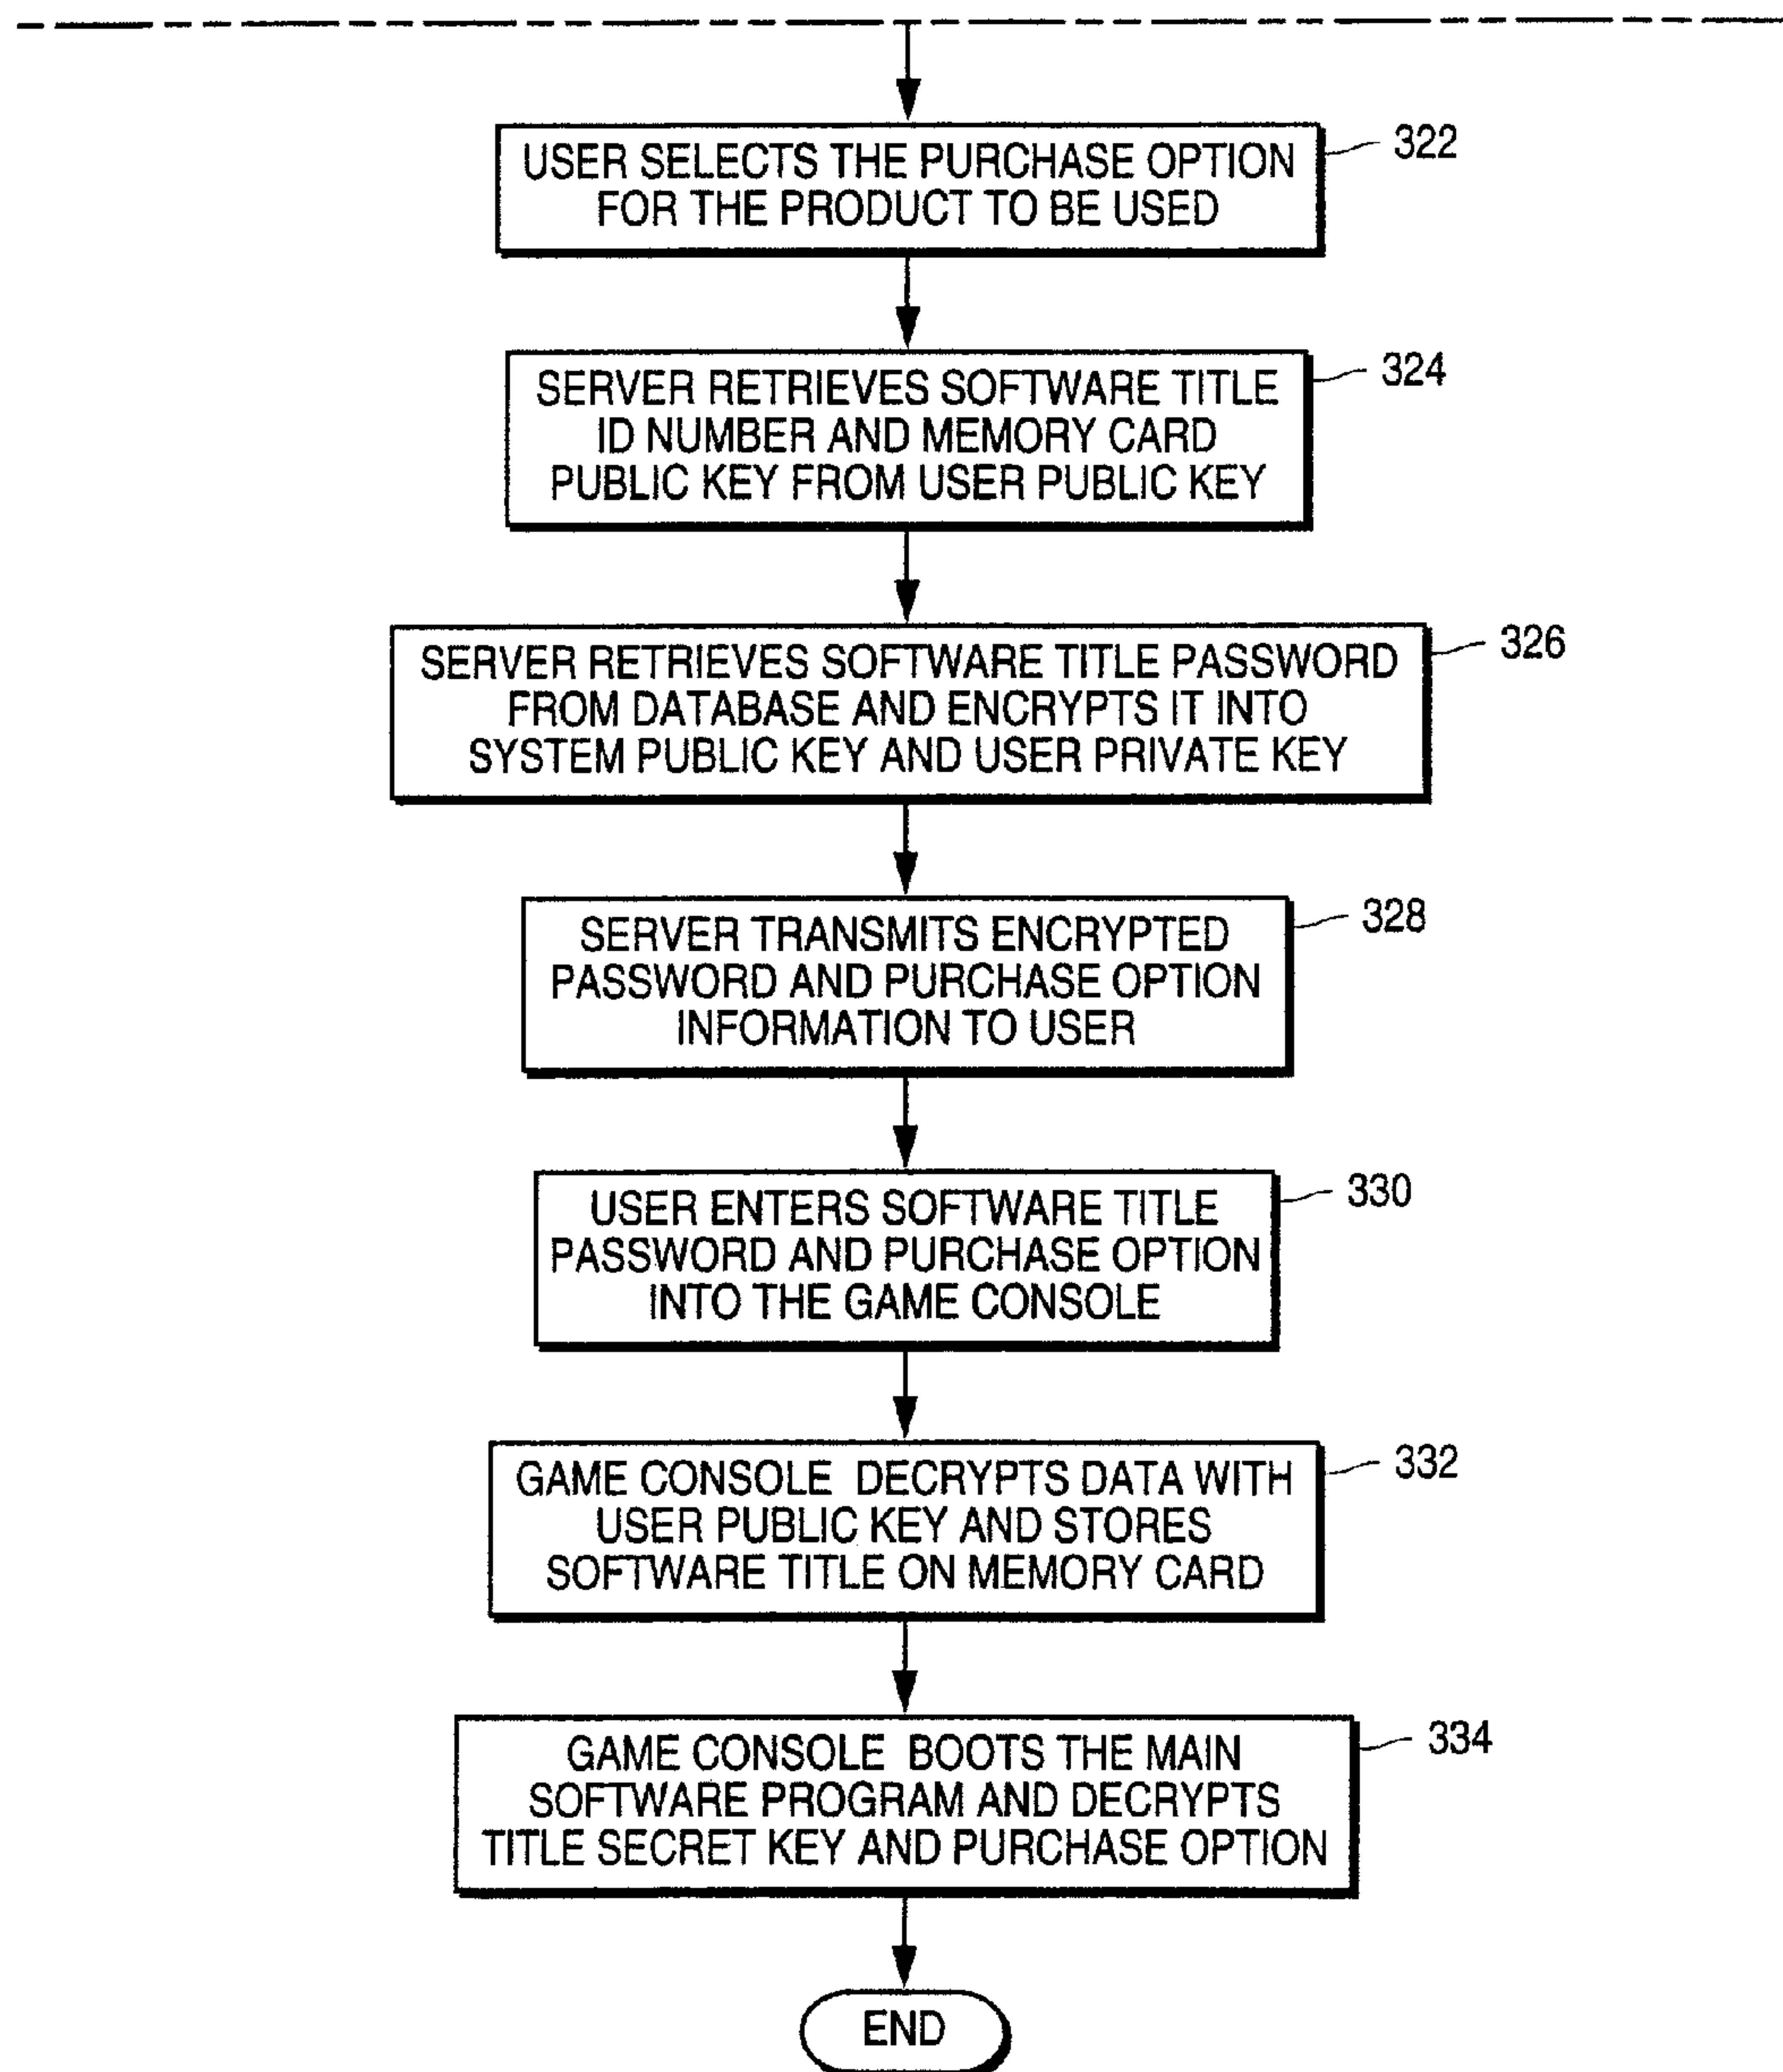 USER SELECTS THE PURCHASE OPTION
FOR THE PRODUCT TO BE USED
322
SERVER RETRIEVES SOFTWARE TITLE
ID NUMBER AND MEMORY CARD
PUBLIC KEY FROM USER PUBLIC KEY
324
SERVER RETRIEVES SOFTWARE TITLE PASSWORD
FROM DATABASE AND ENCRYPTS IT INTO
SYSTEM PUBLIC KEY AND USER PRIVATE KEY
326
SERVER TRANSMITS ENCRYPTED
PASSWORD AND PURCHASE OPTION
INFORMATION TO USER
328
USER ENTERS SOFTWARE TITLE
PASSWORD AND PURCHASE OPTION
INTO THE GAME CONSOLE
330
GAME CONSOLE DECRYPTS DATA WITH
USER PUBLIC KEY AND STORES
SOFTWARE TITLE ON MEMORY CARD
332
GAME CONSOLE BOOTS THE MAIN
SOFTWARE PROGRAM AND DECRYPTS
TITLE SECRET KEY AND PURCHASE OPTION
334
END